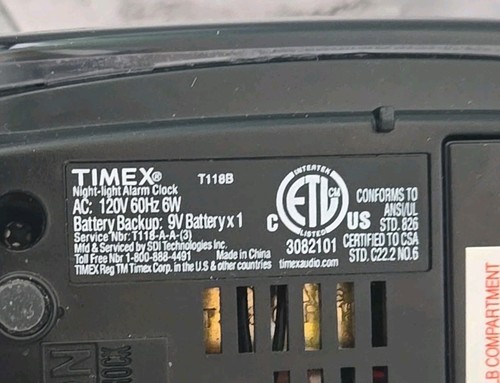 TIMEX®
T118B
Night-light Alarm Clock
AC: 120V 60Hz 6W
Battery Backup: 9V Battery x 1
Service Nbr: T118-A-A-(3)
Mfd & Serviced by SDI Technologies Inc.
Toll Free Nbr 1-800-888-4491
Made in China
TIMEX Reg TM Timex Corp. in the U.S & other countries
timexaudio.com
INTERTEK
ETL CM
LISTED
C US
3082101
CONFORMS TO
ANSI/UL
STD. 826
CERTIFIED TO CSA
STD. C22.2 NO.6
B COMPARTMENT